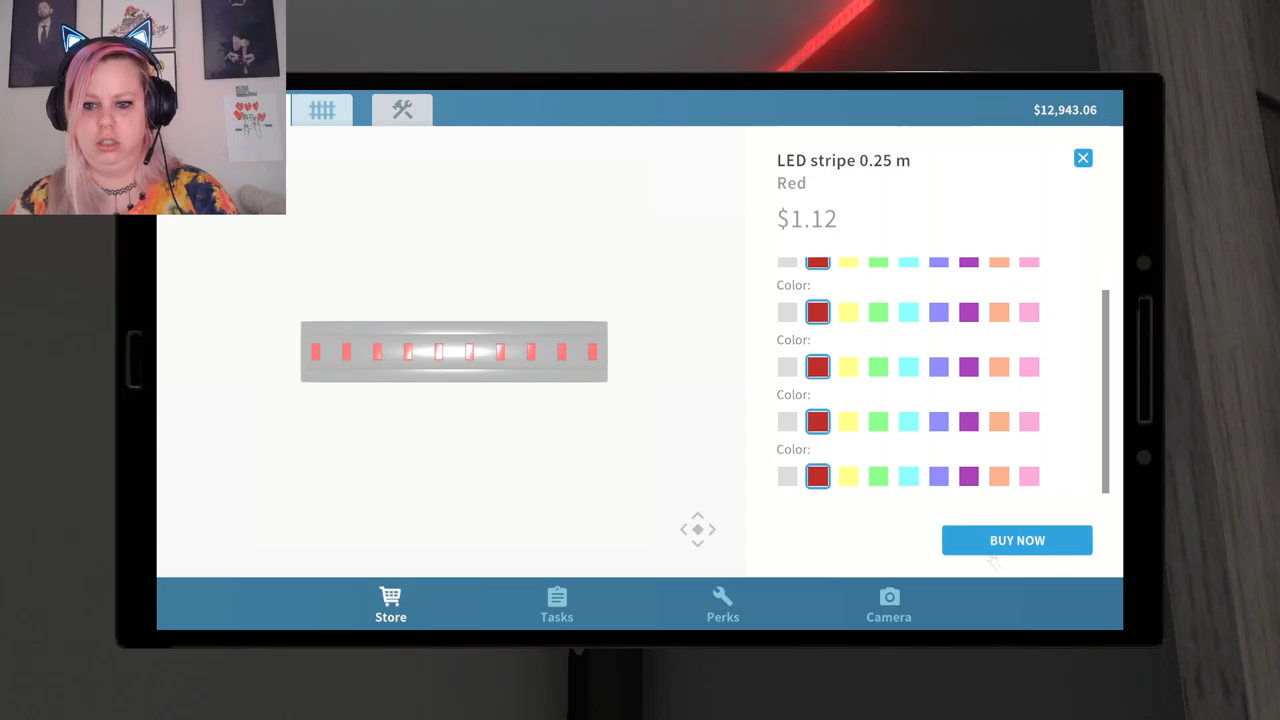 $12,943.06
LED stripe 0.25 m
Red
$1.12
Color:
Color:
Color:
Color:
BUY NOW
Store
Tasks
Perks
Camera